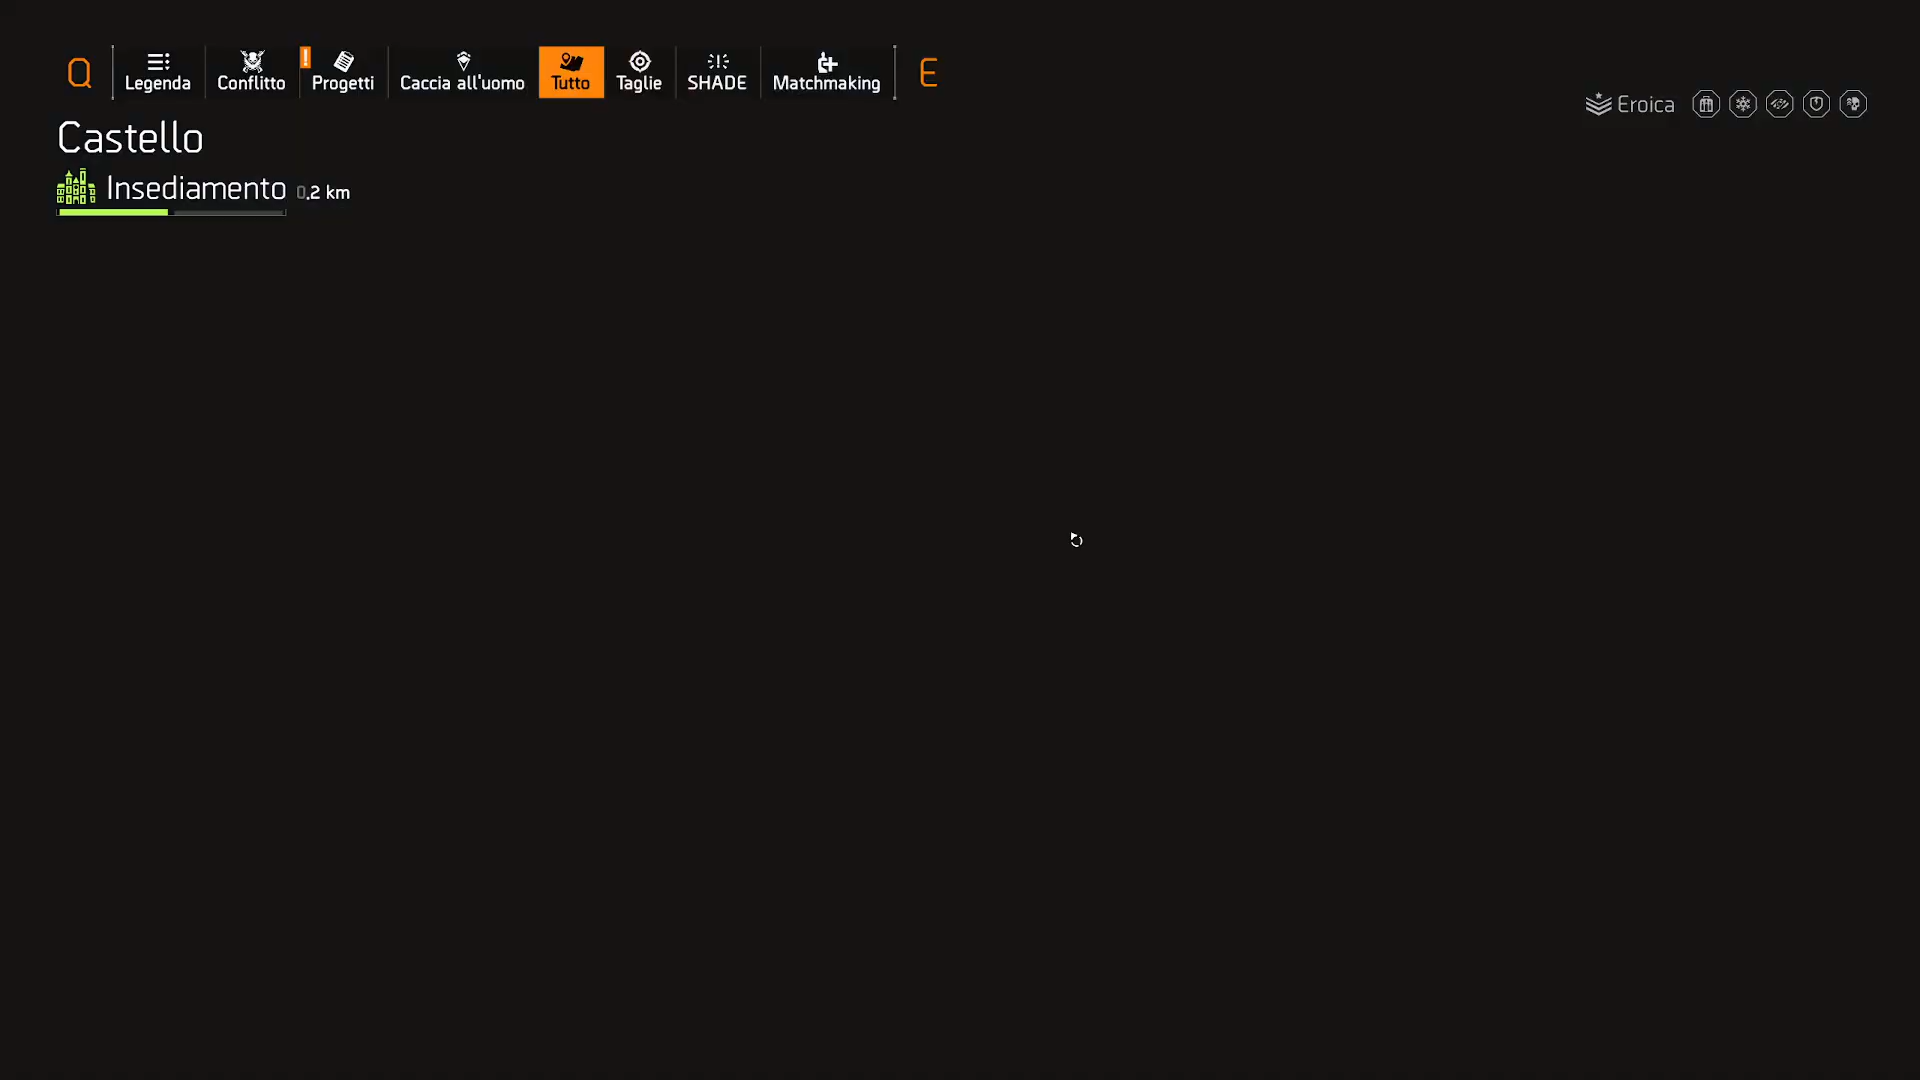 Q Legenda Conflitto ! Progetti Caccia all'uomo Tutto Taglie SHADE Matchmaking E
Eroica
Castello
Insediamento 0.2 km